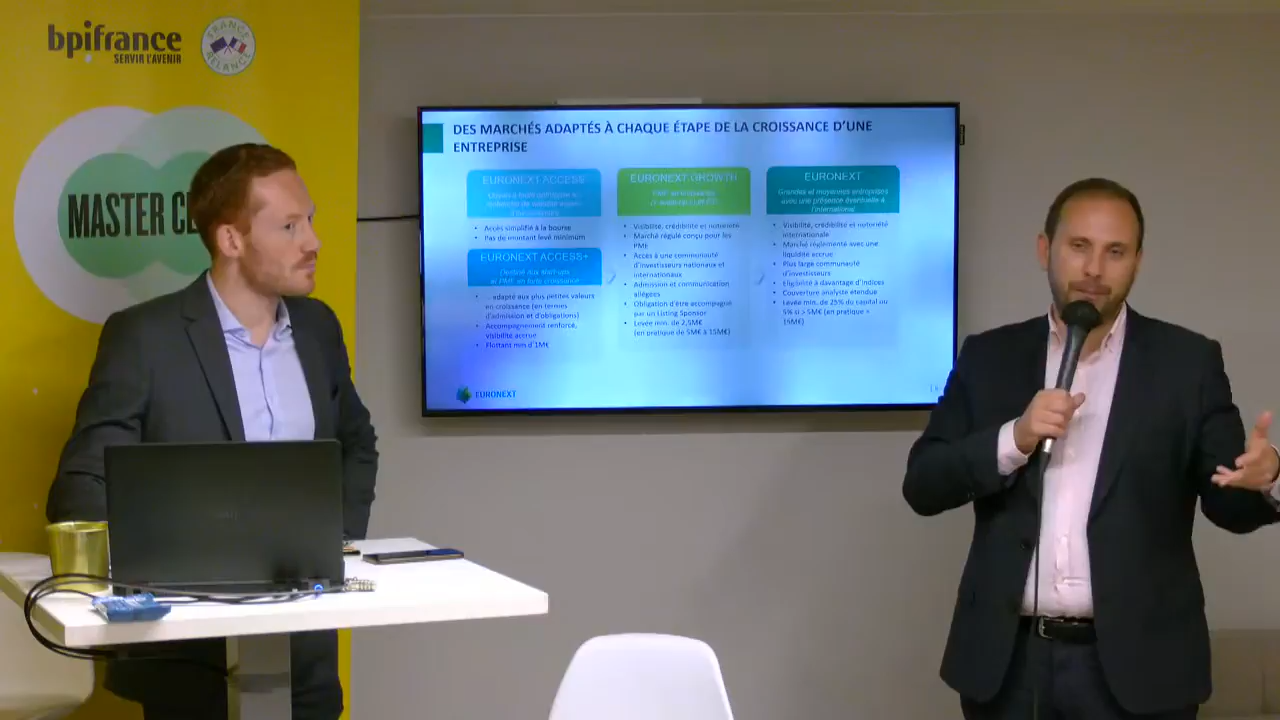 bpifrance
SERVIR L'AVENIR
FRANCE
RELANCE
MASTER CL
DES MARCHÉS ADAPTÉS À CHAQUE ÉTAPE DE LA CROISSANCE D'UNE
ENTREPRISE
EURONEXT ACCESS
• Accès simplifié à la bourse
• Pas de montant levé minimum
EURONEXT ACCESS+
Destiné aux startups
et PME en forte croissance
• … adapté aux plus petites valeurs
en croissance (en termes
d'admission et d'obligations)
• Accompagnement renforcé,
visibilité accrue
• Flottant min d'1M€
EURONEXT GROWTH
• Visibilité, crédibilité et notoriété
• Marché régulé conçu pour les
PME
• Accès à une communauté
d'investisseurs nationaux et
internationaux
• Admission et communication
allégées
• Obligation d'être accompagné
par un Listing Sponsor
• Levée min. de 2,5M€
(en pratique de 5M€ à 15M€)
EURONEXT
Grandes et moyennes entreprises
avec une présence éventuelle à
l'international
• Visibilité, crédibilité et notoriété
internationale
• Marché réglementé avec une
liquidité accrue
• Plus large communauté
d'investisseurs
• Eligibilité à davantage d'indices
• Couverture analyste étendue
• Levée min. de 25% du capital ou
5% si > 5M€ (en pratique +
15M€)
EURONEXT